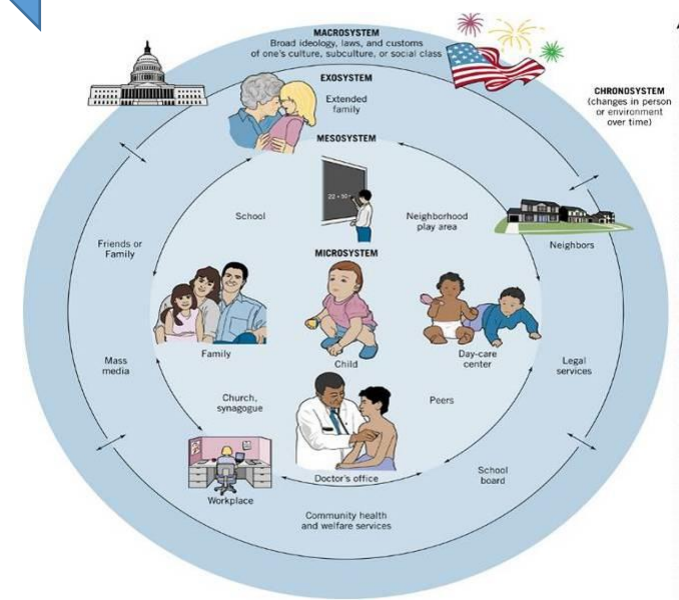 MACROSYSTEM
Broad ideology, laws, and customs
of one's culture, subculture, or social class
EXOSYSTEM
Extended
family
CHRONOSYSTEM
(changes in person
or environment
over time)
MESOSYSTEM
22 + 10 =
School
Neighborhood
play area
Friends or
Family
Neighbors
MICROSYSTEM
Family
Child
Day-care
center
Mass
media
Legal
services
Church,
synagogue
Peers
Doctor's office
School
board
Workplace
Community health
and welfare services